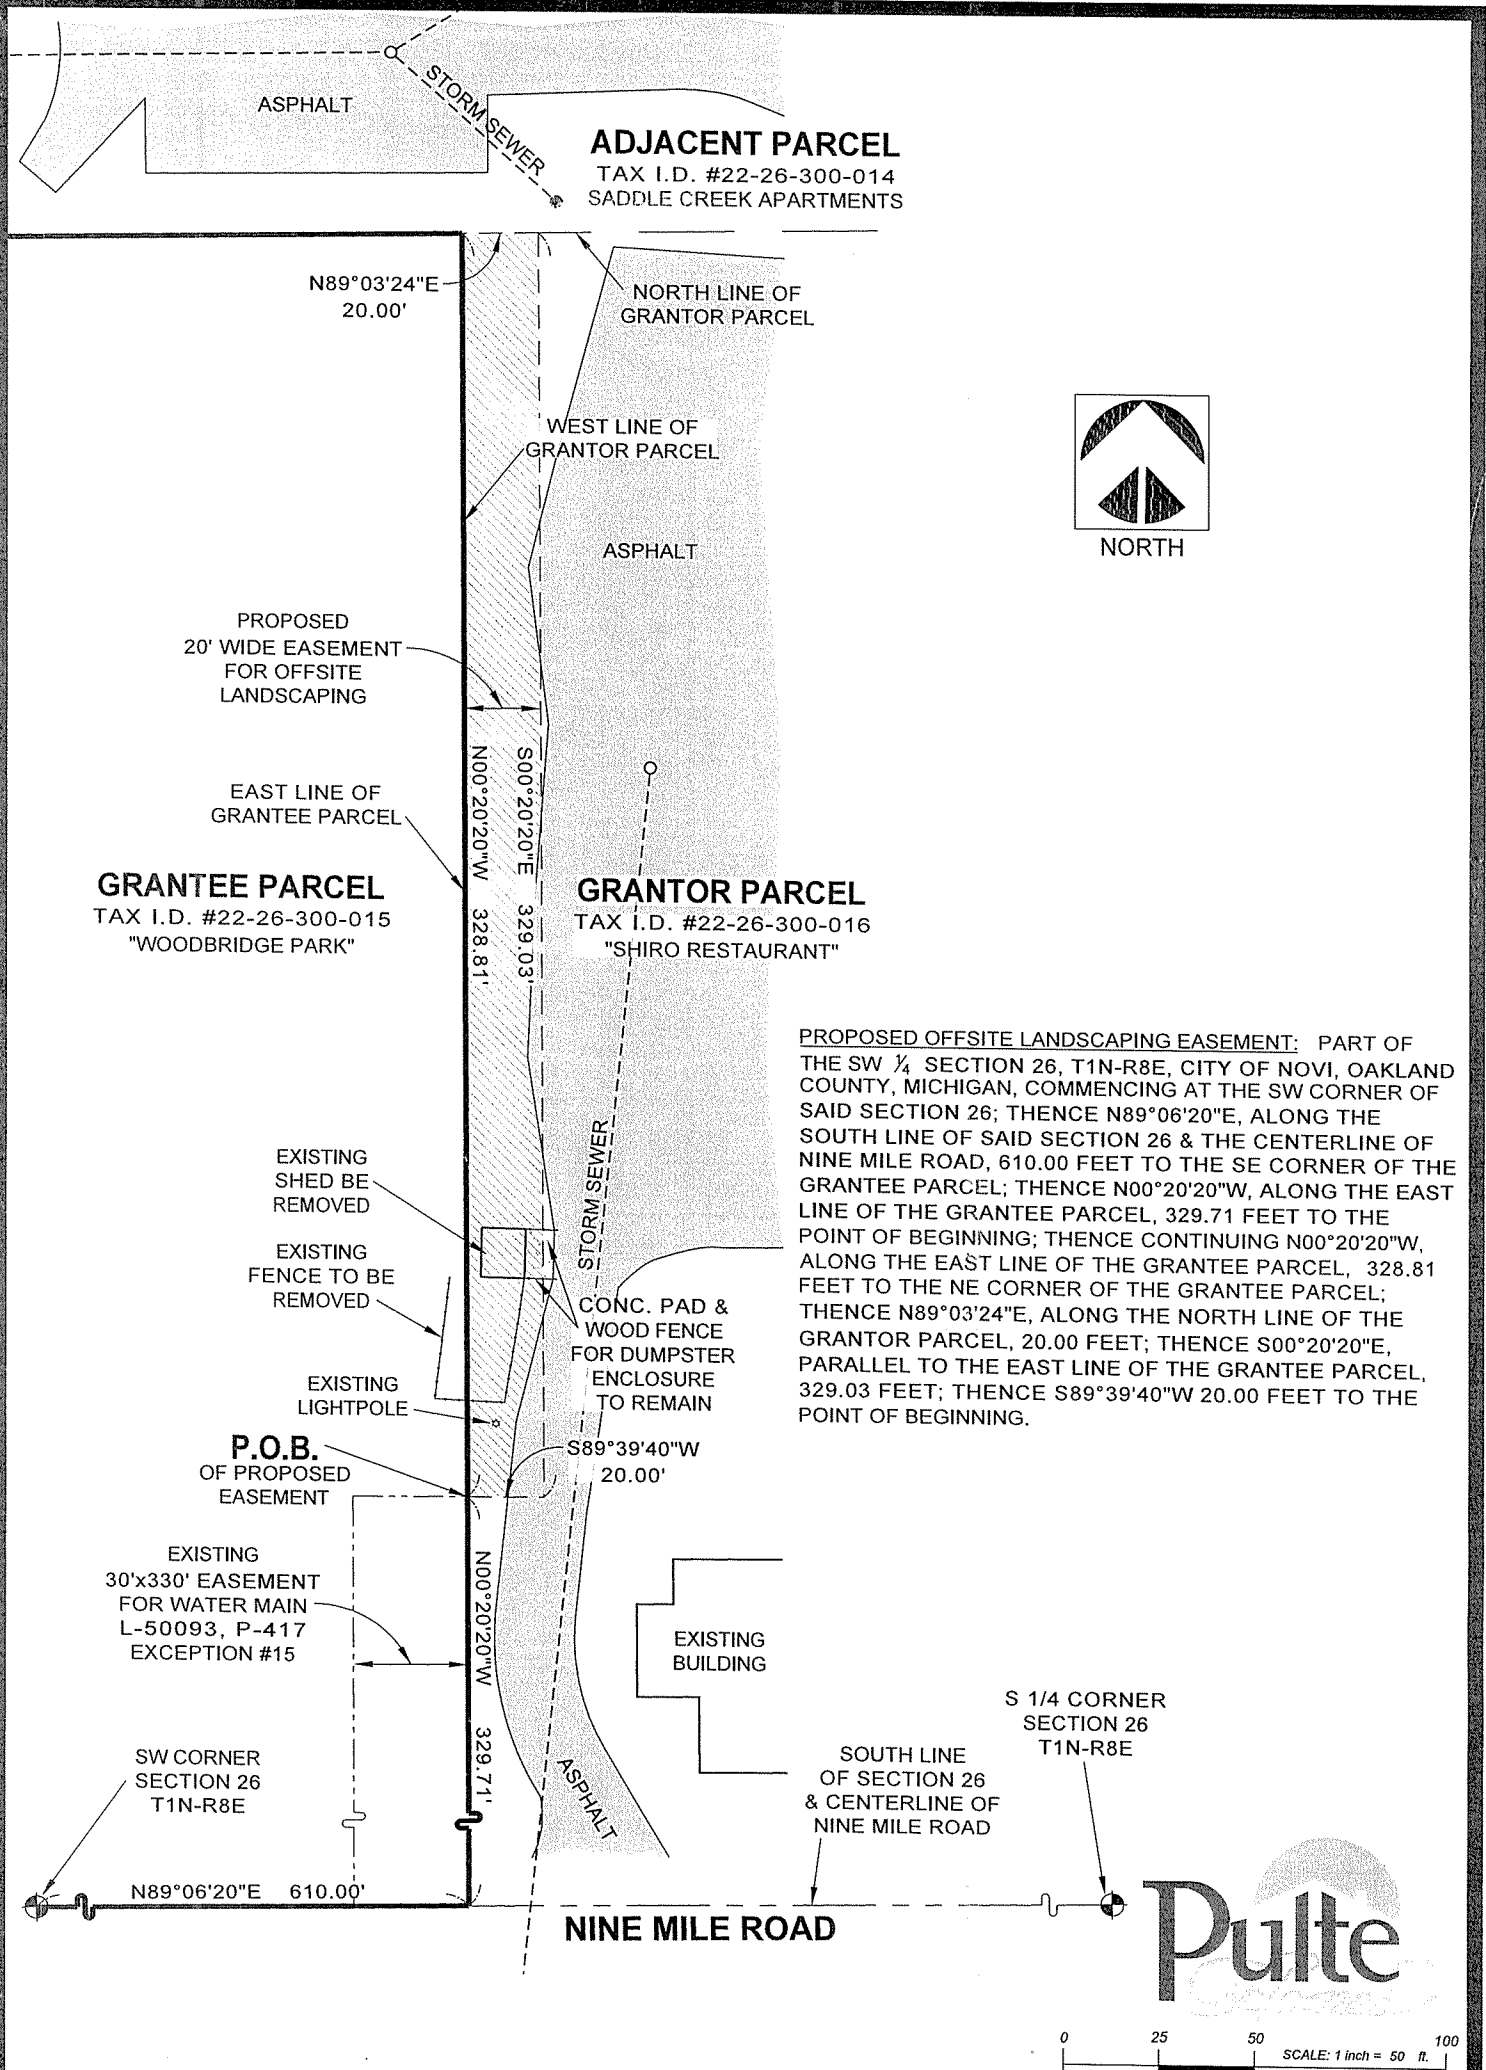 ASPHALT
STORM SEWER
ADJACENT PARCEL
TAX I.D. #22-26-300-014
SADDLE CREEK APARTMENTS
N89°03'24"E
20.00'
NORTH LINE OF
GRANTOR PARCEL
WEST LINE OF
GRANTOR PARCEL
ASPHALT
NORTH
PROPOSED
20' WIDE EASEMENT
FOR OFFSITE
LANDSCAPING
N00°20'20"W 328.81'
S00°20'20"E 329.03'
EAST LINE OF
GRANTEE PARCEL
GRANTEE PARCEL
TAX I.D. #22-26-300-015
"WOODBRIDGE PARK"
GRANTOR PARCEL
TAX I.D. #22-26-300-016
"SHIRO RESTAURANT"
PROPOSED OFFSITE LANDSCAPING EASEMENT: PART OF
THE SW 1/4 SECTION 26, T1N-R8E, CITY OF NOVI, OAKLAND
COUNTY, MICHIGAN, COMMENCING AT THE SW CORNER OF
SAID SECTION 26; THENCE N89°06'20"E, ALONG THE
SOUTH LINE OF SAID SECTION 26 & THE CENTERLINE OF
NINE MILE ROAD, 610.00 FEET TO THE SE CORNER OF THE
GRANTEE PARCEL; THENCE N00°20'20"W, ALONG THE EAST
LINE OF THE GRANTEE PARCEL, 329.71 FEET TO THE
POINT OF BEGINNING; THENCE CONTINUING N00°20'20"W,
ALONG THE EAST LINE OF THE GRANTEE PARCEL, 328.81
FEET TO THE NE CORNER OF THE GRANTEE PARCEL;
THENCE N89°03'24"E, ALONG THE NORTH LINE OF THE
GRANTOR PARCEL, 20.00 FEET; THENCE S00°20'20"E,
PARALLEL TO THE EAST LINE OF THE GRANTEE PARCEL,
329.03 FEET; THENCE S89°39'40"W 20.00 FEET TO THE
POINT OF BEGINNING.
STORM SEWER
EXISTING
SHED BE
REMOVED
EXISTING
FENCE TO BE
REMOVED
CONC. PAD &
WOOD FENCE
FOR DUMPSTER
ENCLOSURE
TO REMAIN
EXISTING
LIGHTPOLE
P.O.B.
OF PROPOSED
EASEMENT
S89°39'40"W
20.00'
EXISTING
30'x330' EASEMENT
FOR WATER MAIN
L-50093, P-417
EXCEPTION #15
N00°20'20"W 329.71'
EXISTING
BUILDING
ASPHALT
SW CORNER
SECTION 26
T1N-R8E
S 1/4 CORNER
SECTION 26
T1N-R8E
SOUTH LINE
OF SECTION 26
& CENTERLINE OF
NINE MILE ROAD
N89°06'20"E 610.00'
NINE MILE ROAD
Pulte
0 25 50 100
SCALE: 1 inch = 50 ft.